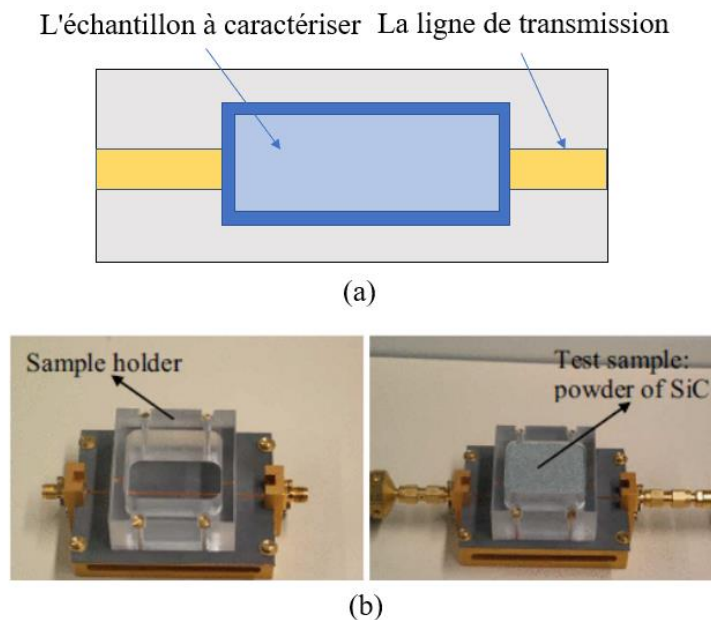 L'échantillon à caractériser La ligne de transmission
(a)
Sample holder
Test sample:
powder of SiC
(b)